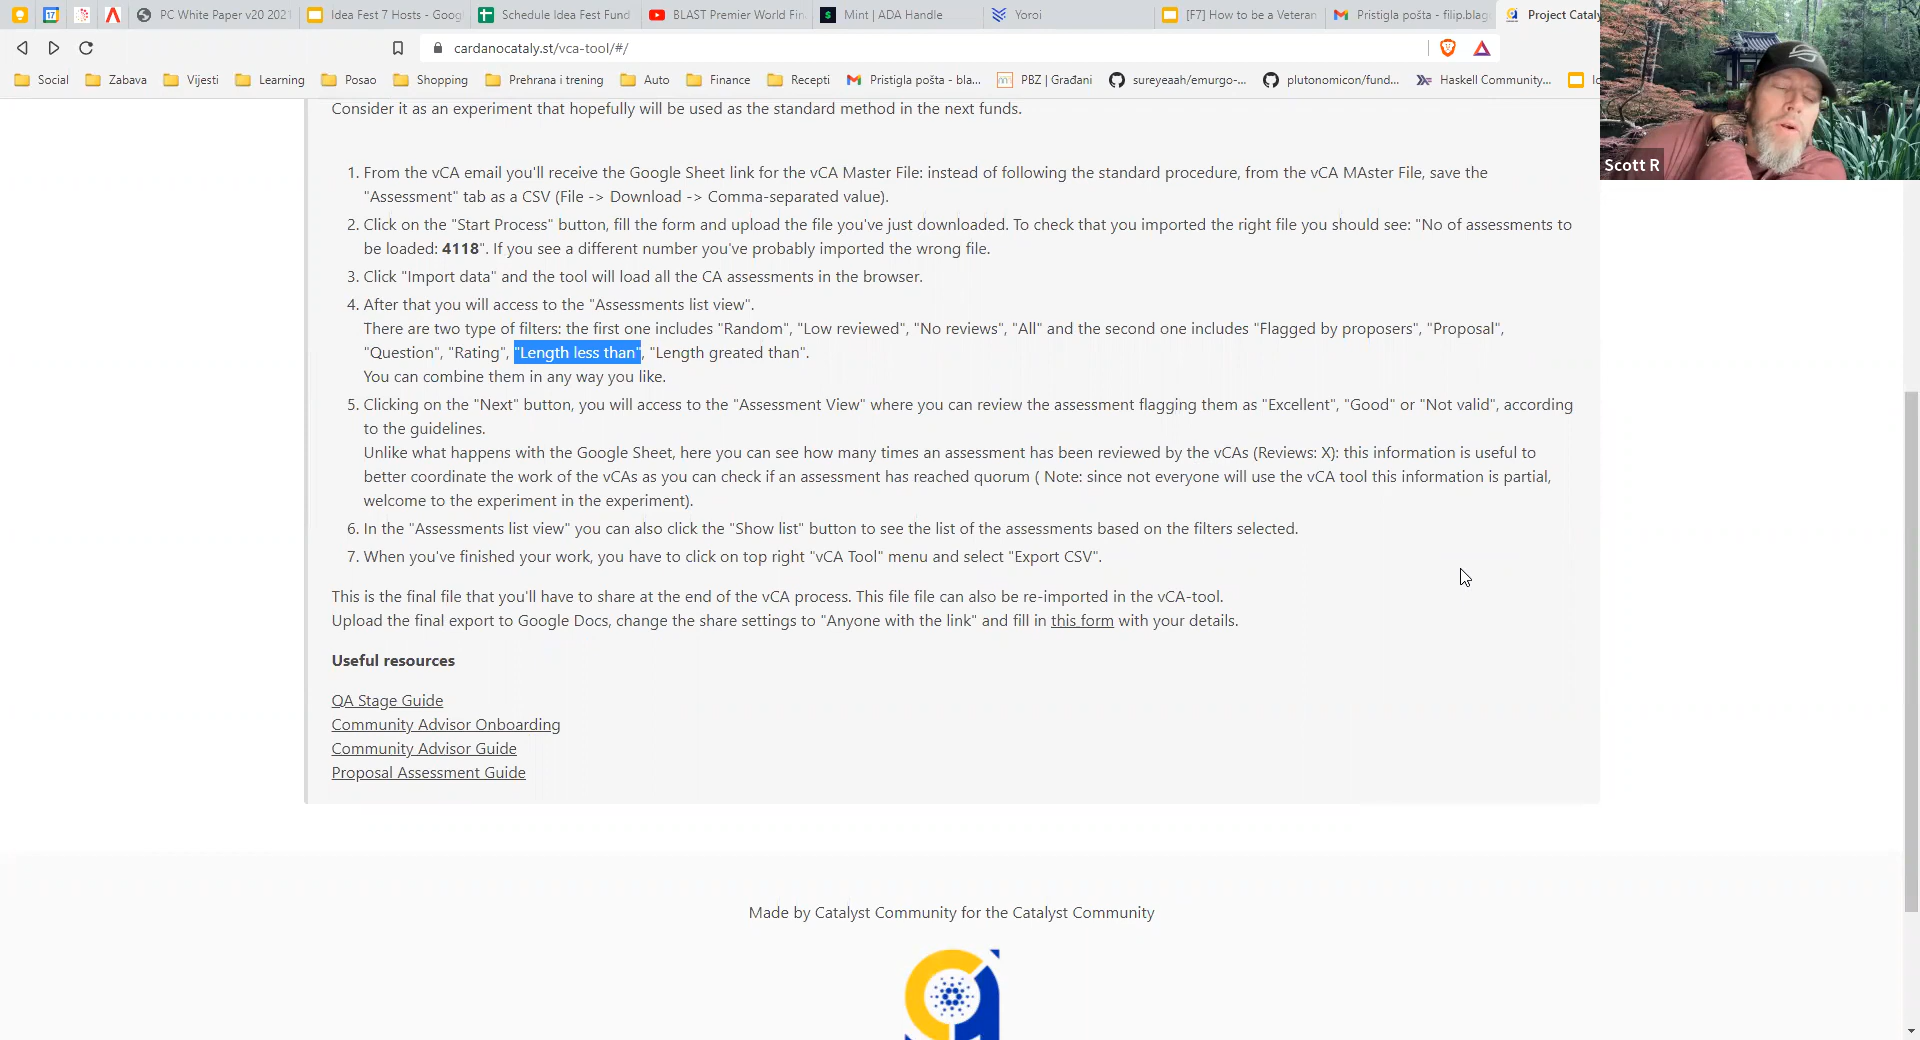 PC White Paper v20 2021
Idea Fest 7 Hosts - Goog
Schedule Idea Fest Fund
BLAST Premier World Fin
Mint | ADA Handle
Yoroi
[F7] How to be a Veteran
Pristigla pošta - filip.blag
Project Cataly
cardanocataly.st/vca-tool/#/
Social
Zabava
Vijesti
Learning
Posao
Shopping
Prehrana i trening
Auto
Finance
Recepti
Pristigla pošta - bla...
PBZ | Građani
sureyeaah/emurgo-...
plutonomicon/fund...
Haskell Community...
Scott R
Consider it as an experiment that hopefully will be used as the standard method in the next funds.
1. From the vCA email you'll receive the Google Sheet link for the vCA Master File: instead of following the standard procedure, from the vCA MAster File, save the
"Assessment" tab as a CSV (File -> Download -> Comma-separated value).
2. Click on the "Start Process" button, fill the form and upload the file you've just downloaded. To check that you imported the right file you should see: "No of assessments to
be loaded: 4118". If you see a different number you've probably imported the wrong file.
3. Click "Import data" and the tool will load all the CA assessments in the browser.
4. After that you will access to the "Assessments list view".
There are two type of filters: the first one includes "Random", "Low reviewed", "No reviews", "All" and the second one includes "Flagged by proposers", "Proposal",
"Question", "Rating", "Length less than", "Length greated than".
You can combine them in any way you like.
5. Clicking on the "Next" button, you will access to the "Assessment View" where you can review the assessment flagging them as "Excellent", "Good" or "Not valid", according
to the guidelines.
Unlike what happens with the Google Sheet, here you can see how many times an assessment has been reviewed by the vCAs (Reviews: X): this information is useful to
better coordinate the work of the vCAs as you can check if an assessment has reached quorum ( Note: since not everyone will use the vCA tool this information is partial,
welcome to the experiment in the experiment).
6. In the "Assessments list view" you can also click the "Show list" button to see the list of the assessments based on the filters selected.
7. When you've finished your work, you have to click on top right "vCA Tool" menu and select "Export CSV".
This is the final file that you'll have to share at the end of the vCA process. This file file can also be re-imported in the vCA-tool.
Upload the final export to Google Docs, change the share settings to "Anyone with the link" and fill in this form with your details.
Useful resources
QA Stage Guide
Community Advisor Onboarding
Community Advisor Guide
Proposal Assessment Guide
Made by Catalyst Community for the Catalyst Community